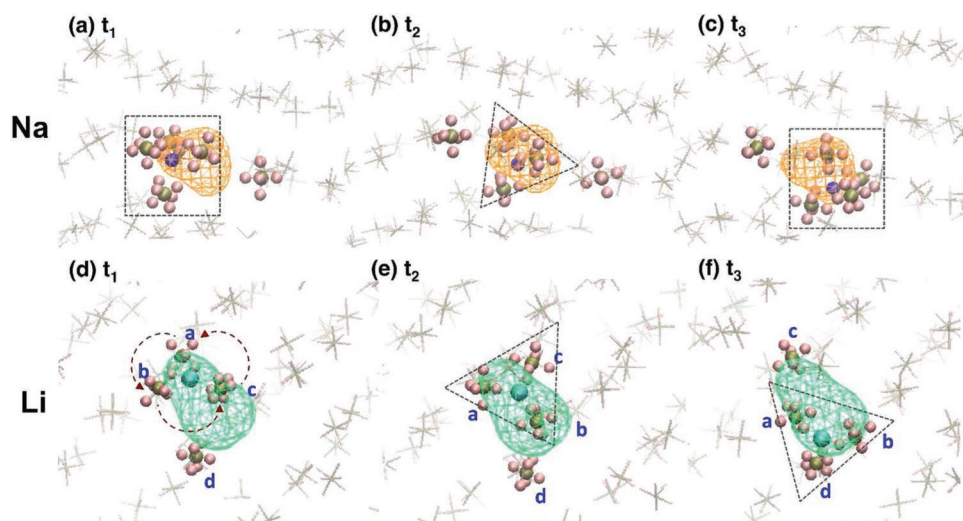 (a) t₁
(b) t₂
(c) t₃
Na
(d) t₁
(e) t₂
(f) t₃
Li
a
b
c
d
c
a
b
d
c
a
b
d